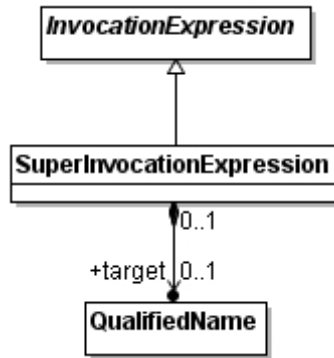 InvocationExpression
SuperInvocationExpression
0..1
+target 0..1
QualifiedName